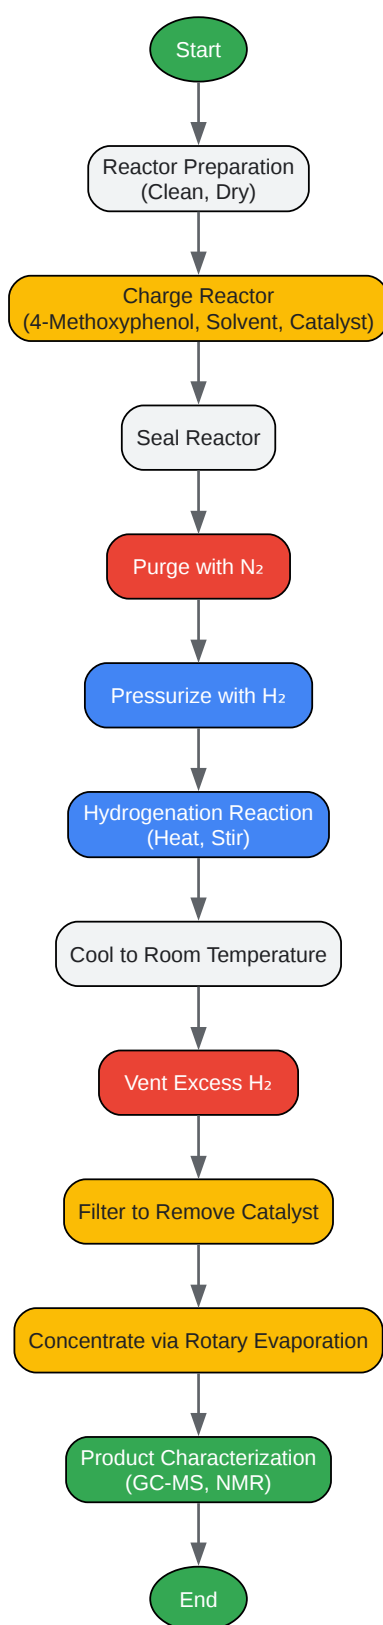 Start
Reactor Preparation
(Clean, Dry)
Charge Reactor
(4-Methoxyphenol, Solvent, Catalyst)
Seal Reactor
Purge with N₂
Pressurize with H₂
Hydrogenation Reaction
(Heat, Stir)
Cool to Room Temperature
Vent Excess H₂
Filter to Remove Catalyst
Concentrate via Rotary Evaporation
Product Characterization
(GC-MS, NMR)
End